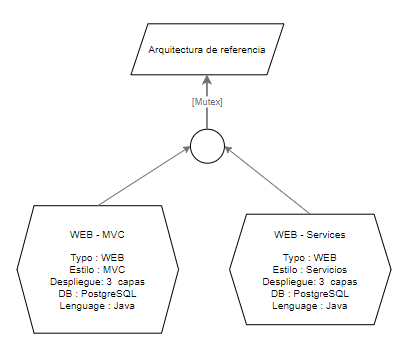 Arquitectura de referencia
[Mutex]
WEB - MVC
Typo : WEB
Estilo : MVC
Despliegue: 3 capas
DB : PostgreSQL
Lenguage : Java
WEB - Services
Typo : WEB
Estilo : Servicios
Despliegue: 3 capas
DB : PostgreSQL
Lenguage : Java